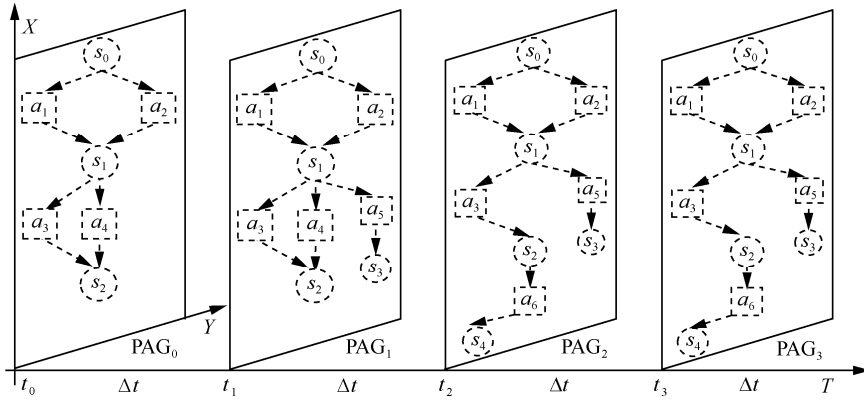 X
s0 s0 s0 s0
a1 a2 a1 a2 a1 a2 a1 a2
s1 s1 s1 s1
a3 a4 a3 a4 a5 a3 a5 a3 a5
s2 s2 s3 s2 s3 s2 s3
a6 a6
Y s4 s4
PAG0 PAG1 PAG2 PAG3
t0 Δt t1 Δt t2 Δt t3 Δt T